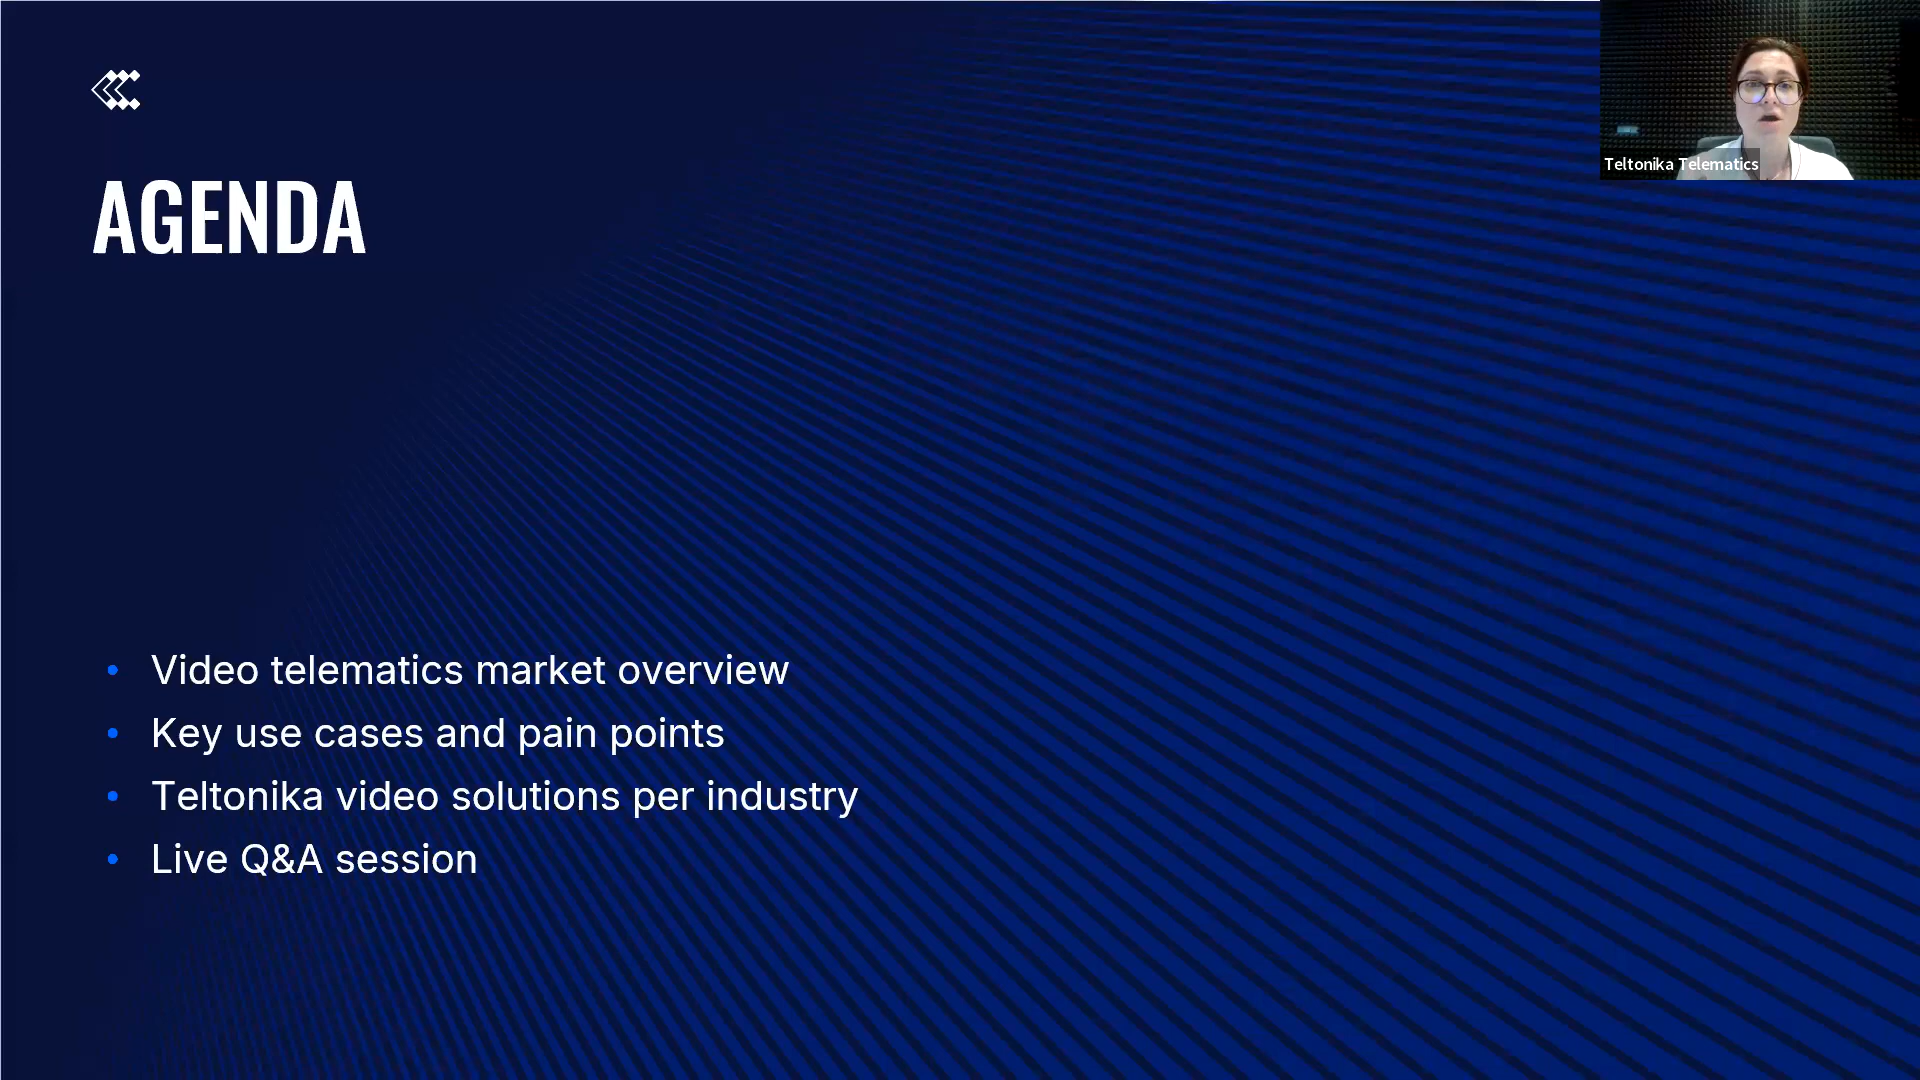 AGENDA
Teltonika Telematics
Video telematics market overview
Key use cases and pain points
Teltonika video solutions per industry
Live Q&A session